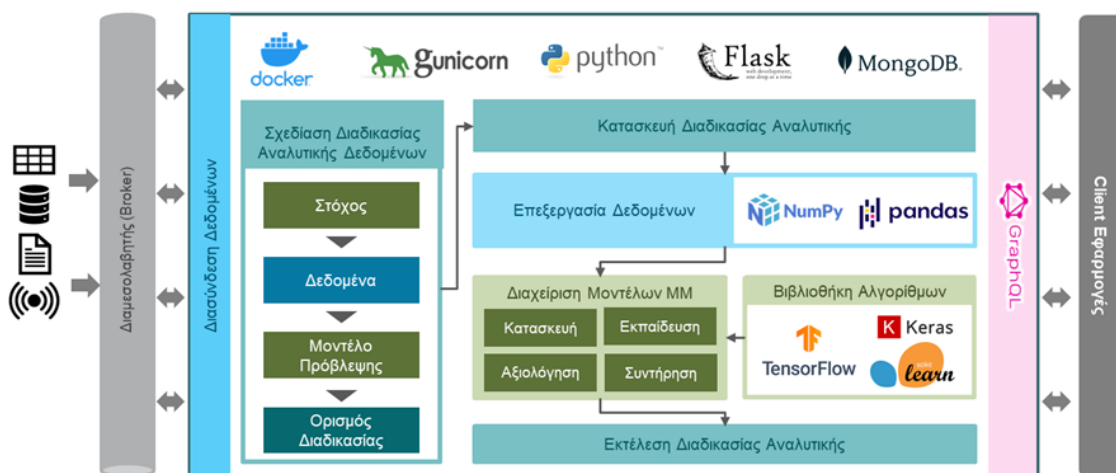 docker
gunicorn
python™
Flask
web development,
one drop at a time
MongoDB.
Διαμεσολαβητής (Broker)
Διασύνδεση Δεδομένων
Σχεδίαση Διαδικασίας
Αναλυτικής Δεδομένων
Στόχος
Δεδομένα
Μοντέλο
Πρόβλεψης
Ορισμός
Διαδικασίας
Κατασκευή Διαδικασίας Αναλυτικής
Επεξεργασία Δεδομένων
NumPy
pandas
Διαχείριση Μοντέλων ΜΜ
Κατασκευή
Εκπαίδευση
Αξιολόγηση
Συντήρηση
Βιβλιοθήκη Αλγορίθμων
TensorFlow
K Keras
scikit
learn
Εκτέλεση Διαδικασίας Αναλυτικής
GraphQL
Client Εφαρμογές